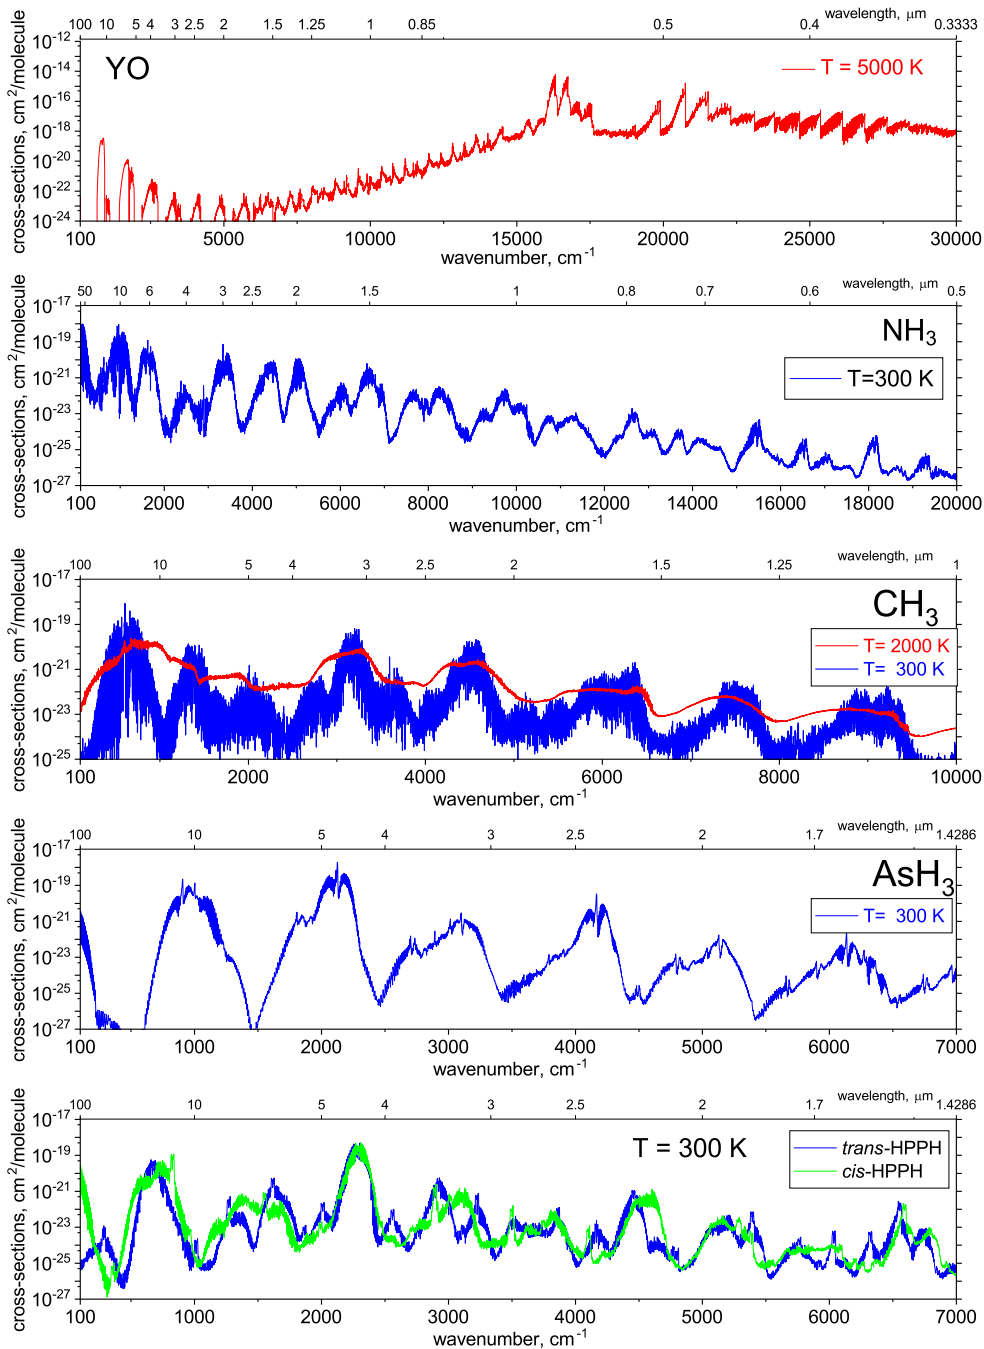 wavelength, μm
100 10 5 4 3 2.5 2 1.5 1.25 1 0.85 0.5 0.4 0.3333
cross-sections, cm²/molecule
10⁻¹²
10⁻¹⁴
10⁻¹⁶
10⁻¹⁸
10⁻²⁰
10⁻²²
10⁻²⁴
YO
T = 5000 K
100 5000 10000 15000 20000 25000 30000
wavenumber, cm⁻¹
wavelength, μm
50 10 6 4 3 2.5 2 1.5 1 0.8 0.7 0.6 0.5
cross-sections, cm²/molecule
10⁻¹⁷
10⁻¹⁹
10⁻²¹
10⁻²³
10⁻²⁵
10⁻²⁷
NH₃
T=300 K
100 2000 4000 6000 8000 10000 12000 14000 16000 18000 20000
wavenumber, cm⁻¹
wavelength, μm
100 10 5 4 3 2.5 2 1.5 1.25 1
cross-sections, cm²/molecule
10⁻¹⁷
10⁻¹⁹
10⁻²¹
10⁻²³
10⁻²⁵
CH₃
T= 2000 K
T= 300 K
100 2000 4000 6000 8000 10000
wavenumber, cm⁻¹
wavelength, μm
100 10 5 4 3 2.5 2 1.7 1.4286
cross-sections, cm²/molecule
10⁻¹⁷
10⁻¹⁹
10⁻²¹
10⁻²³
10⁻²⁵
10⁻²⁷
AsH₃
T= 300 K
100 1000 2000 3000 4000 5000 6000 7000
wavenumber, cm⁻¹
wavelength, μm
100 10 5 4 3 2.5 2 1.7 1.4286
cross-sections, cm²/molecule
10⁻¹⁷
10⁻¹⁹
10⁻²¹
10⁻²³
10⁻²⁵
10⁻²⁷
T = 300 K
trans-HPPH
cis-HPPH
100 1000 2000 3000 4000 5000 6000 7000
wavenumber, cm⁻¹